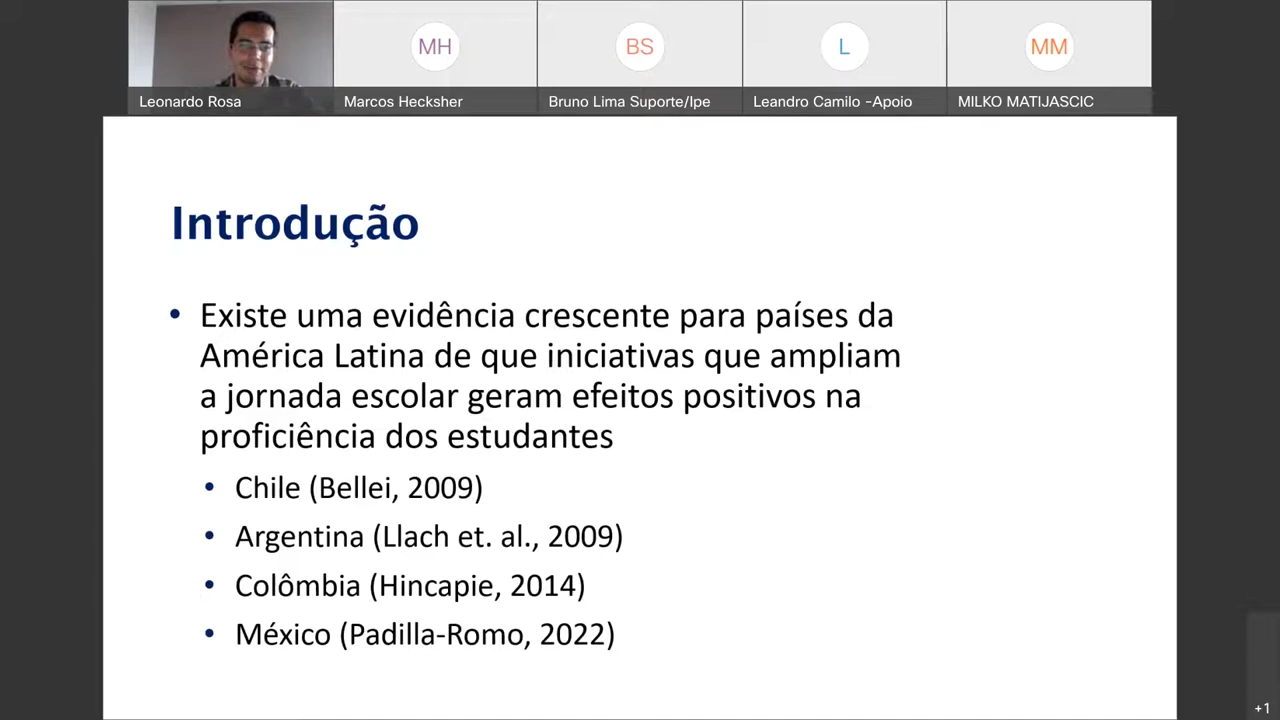 MH
BS
L
MM
Leonardo Rosa
Marcos Hecksher
Bruno Lima Suporte/Ipe
Leandro Camilo -Apoio
MILKO MATIJASCIC
Introdução
• Existe uma evidência crescente para países da
América Latina de que iniciativas que ampliam
a jornada escolar geram efeitos positivos na
proficiência dos estudantes
• Chile (Bellei, 2009)
• Argentina (Llach et. al., 2009)
• Colômbia (Hincapie, 2014)
• México (Padilla-Romo, 2022)
+1